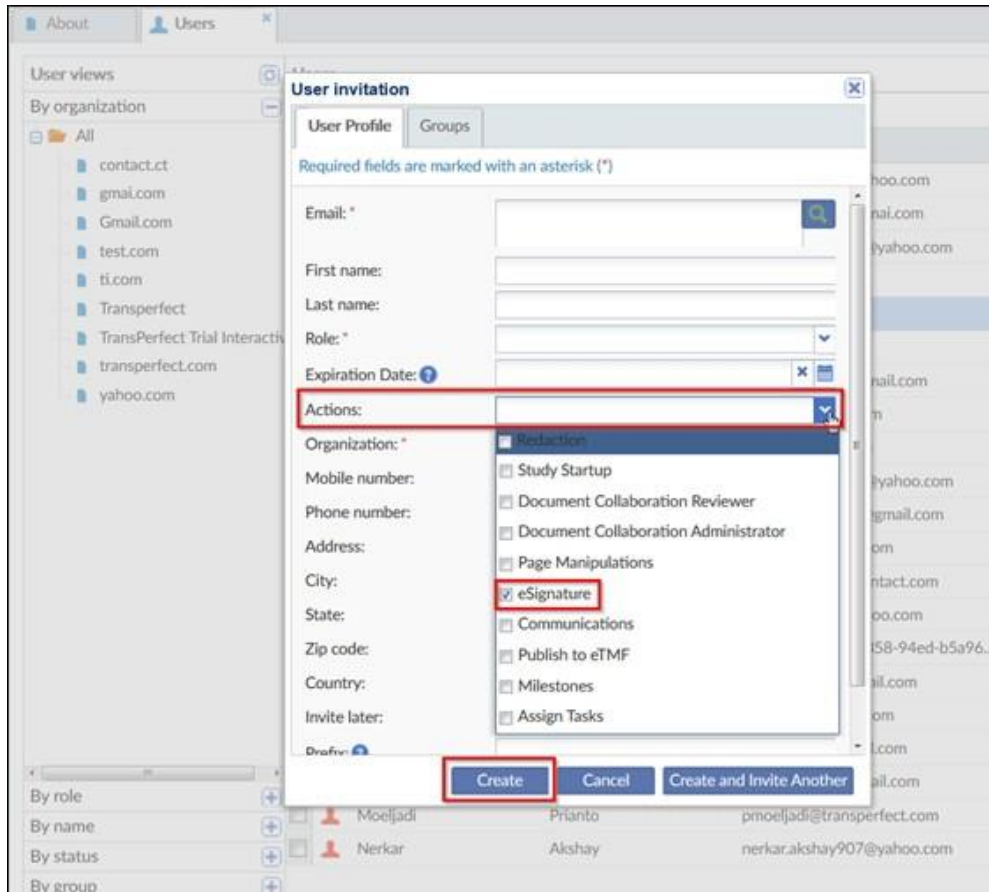 About
Users
User views
By organization
All
contact.ct
gmai.com
Gmail.com
test.com
ti.com
Transperfect
TransPerfect Trial Interactiv
transperfect.com
yahoo.com
By role
By name
By status
By group
User invitation
User Profile
Groups
Required fields are marked with an asterisk (*)
Email: *
First name:
Last name:
Role: *
Expiration Date:
Actions:
Organization: *
Mobile number:
Phone number:
Address:
City:
State:
Zip code:
Country:
Invite later:
Prefix:
Redaction
Study Startup
Document Collaboration Reviewer
Document Collaboration Administrator
Page Manipulations
eSignature
Communications
Publish to eTMF
Milestones
Assign Tasks
Create
Cancel
Create and Invite Another
hoo.com
nai.com
@yahoo.com
nail.com
@yahoo.com
@gmail.com
om
ntact.com
oo.com
358-94ed-b5a96..
ail.com
om
l.com
ail.com
Moeljadi Prianto pmoeljadi@transperfect.com
Nerkar Akshay nerkar.akshay907@yahoo.com